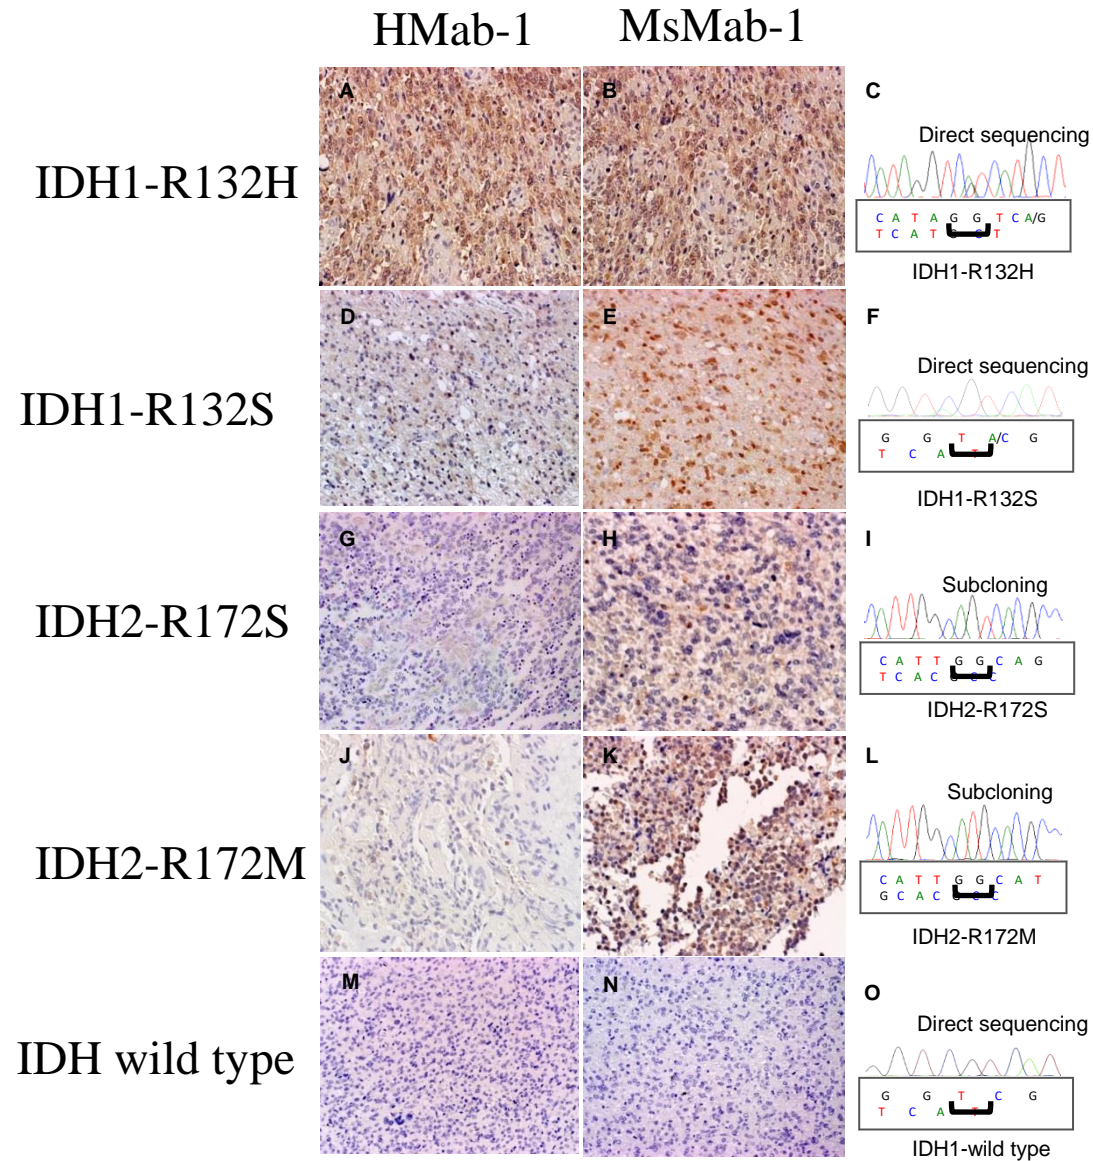 HMab-1 MsMab-1
IDH1-R132H
A B C
Direct sequencing
C A T A G G T C A/G
T C A T G C T
IDH1-R132H
IDH1-R132S
D E F
Direct sequencing
G G T A/C G
T C A T
IDH1-R132S
IDH2-R172S
G H I
Subcloning
C A T T G G C A G
T C A C G C C
IDH2-R172S
IDH2-R172M
J K L
Subcloning
C A T T G G C A T
G C A C G C C
IDH2-R172M
IDH wild type
M N O
Direct sequencing
G G T C G
T C A T
IDH1-wild type